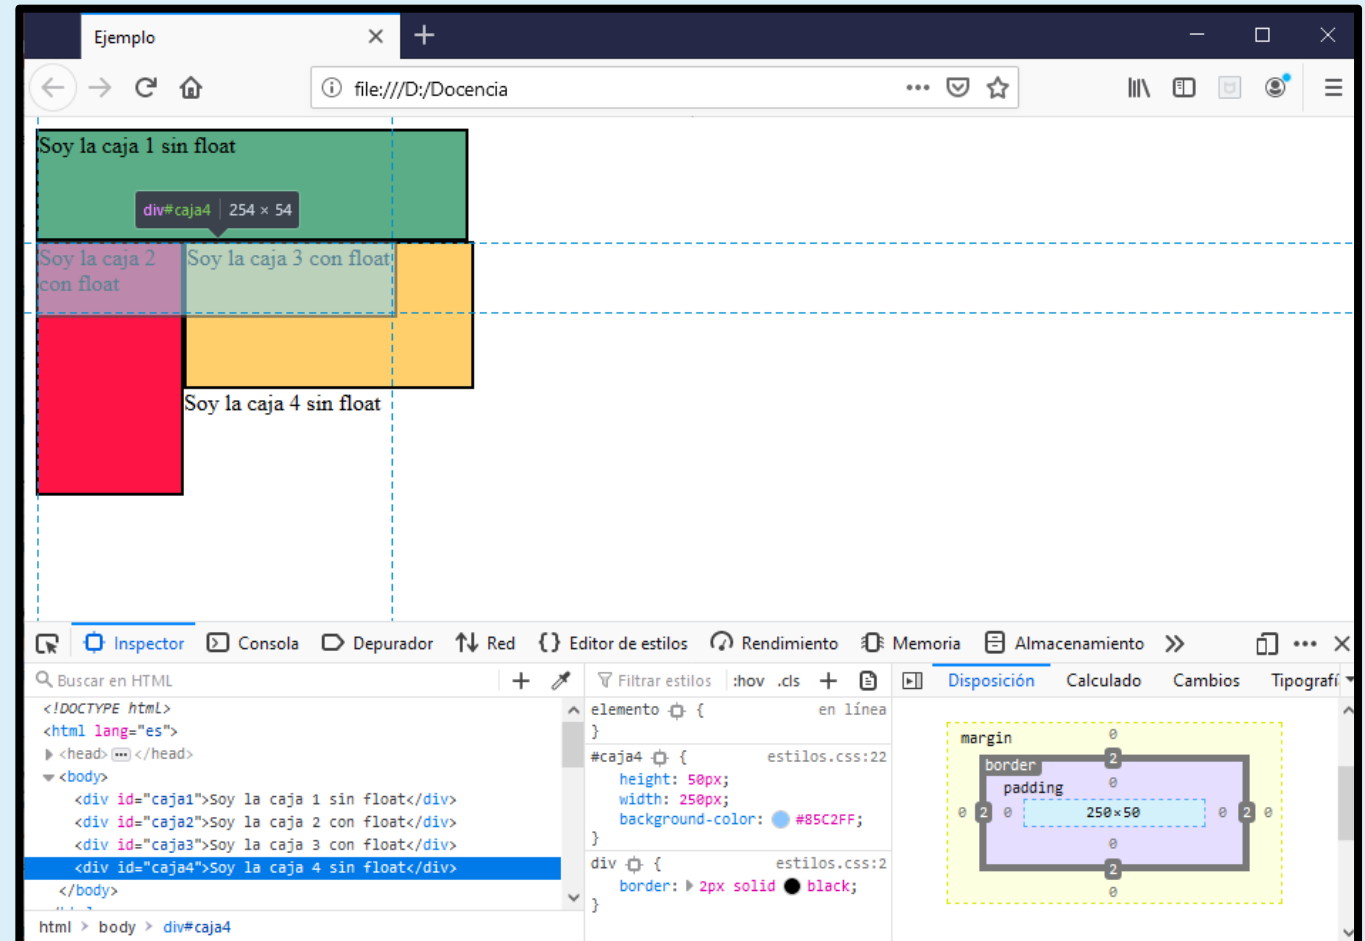 Ejemplo
file:///D:/Docencia
Soy la caja 1 sin float
div#caja4 254 × 54
Soy la caja 2
con float
Soy la caja 3 con float
Soy la caja 4 sin float
Inspector Consola Depurador Red Editor de estilos Rendimiento Memoria Almacenamiento
Buscar en HTML
Filtrar estilos :hov .cls
Disposición Calculado Cambios Tipografí
<!DOCTYPE html>
<html lang="es">
<head> ... </head>
<body>
<div id="caja1">Soy la caja 1 sin float</div>
<div id="caja2">Soy la caja 2 con float</div>
<div id="caja3">Soy la caja 3 con float</div>
<div id="caja4">Soy la caja 4 sin float</div>
</body>
html > body > div#caja4
elemento { en línea
}
#caja4 { estilos.css:22
height: 50px;
width: 250px;
background-color: #85C2FF;
}
div { estilos.css:2
border: 2px solid black;
}
margin 0
border 2
padding 0
0 2 0 250×50 0 2 0
0
2
0